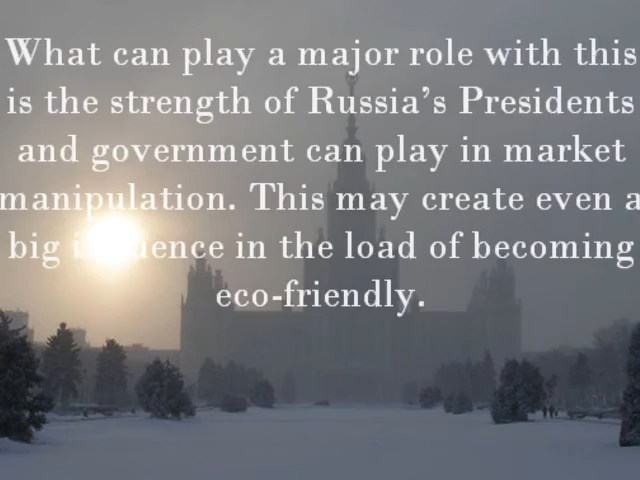 What can play a major role with this
is the strength of Russia's Presidents
and government can play in market
manipulation. This may create even a
big influence in the load of becoming
eco-friendly.